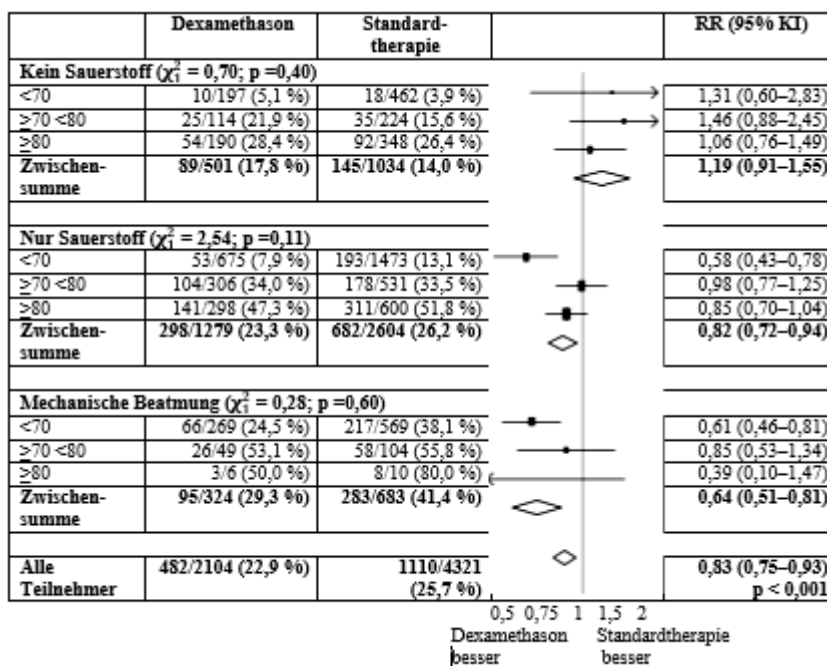 Dexamethason Standard- RR (95% KI)
therapie
Kein Sauerstoff (χ²₁ = 0,70; p =0,40)
<70 10/197 (5,1 %) 18/462 (3,9 %) 1,31 (0,60–2,83)
≥70 <80 25/114 (21,9 %) 35/224 (15,6 %) 1,46 (0,88–2,45)
≥80 54/190 (28,4 %) 92/348 (26,4 %) 1,06 (0,76–1,49)
Zwischen- 89/501 (17,8 %) 145/1034 (14,0 %) 1,19 (0,91–1,55)
summe
Nur Sauerstoff (χ²₁ = 2,54; p =0,11)
<70 53/675 (7,9 %) 193/1473 (13,1 %) 0,58 (0,43–0,78)
≥70 <80 104/306 (34,0 %) 178/531 (33,5 %) 0,98 (0,77–1,25)
≥80 141/298 (47,3 %) 311/600 (51,8 %) 0,85 (0,70–1,04)
Zwischen- 298/1279 (23,3 %) 682/2604 (26,2 %) 0,82 (0,72–0,94)
summe
Mechanische Beatmung (χ²₁ = 0,28; p =0,60)
<70 66/269 (24,5 %) 217/569 (38,1 %) 0,61 (0,46–0,81)
≥70 <80 26/49 (53,1 %) 58/104 (55,8 %) 0,85 (0,53–1,34)
≥80 3/6 (50,0 %) 8/10 (80,0 %) 0,39 (0,10–1,47)
Zwischen- 95/324 (29,3 %) 283/683 (41,4 %) 0,64 (0,51–0,81)
summe
Alle 482/2104 (22,9 %) 1110/4321 0,83 (0,75–0,93)
Teilnehmer (25,7 %) p < 0,001
0,5 0,75 1 1,5 2
Dexamethason Standardtherapie
besser besser